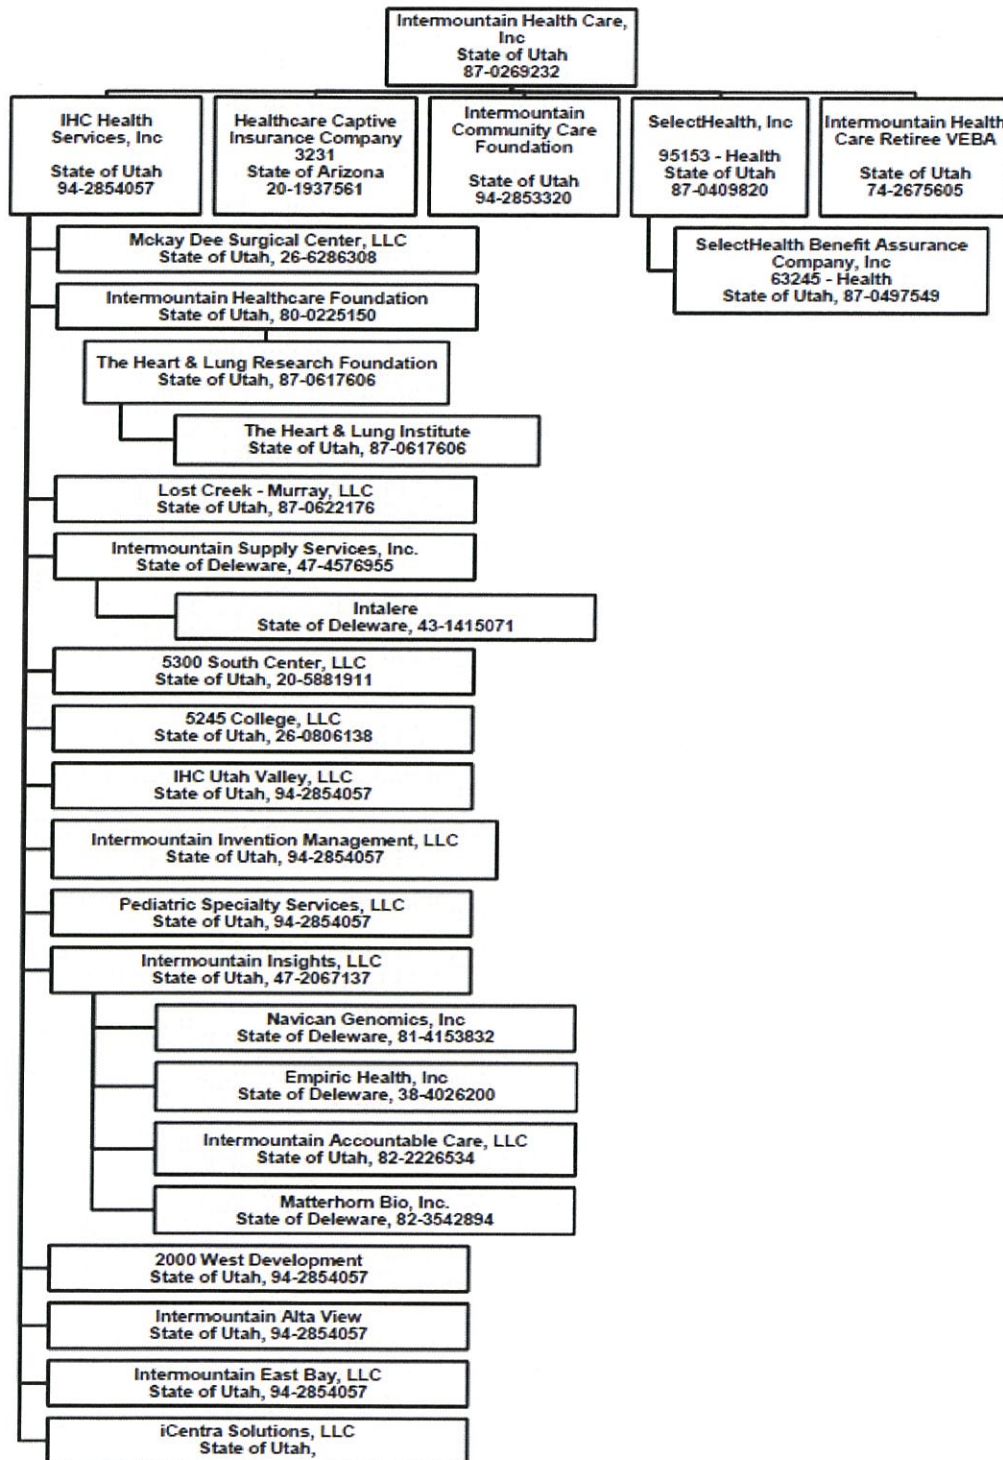 Intermountain Health Care,
Inc
State of Utah
87-0269232
IHC Health
Services, Inc
State of Utah
94-2854057
Healthcare Captive
Insurance Company
3231
State of Arizona
20-1937561
Intermountain
Community Care
Foundation
State of Utah
94-2853320
SelectHealth, Inc
95153 - Health
State of Utah
87-0409820
Intermountain Health
Care Retiree VEBA
State of Utah
74-2675605
Mckay Dee Surgical Center, LLC
State of Utah, 26-6286308
SelectHealth Benefit Assurance
Company, Inc
63245 - Health
State of Utah, 87-0497549
Intermountain Healthcare Foundation
State of Utah, 80-0225150
The Heart & Lung Research Foundation
State of Utah, 87-0617606
The Heart & Lung Institute
State of Utah, 87-0617606
Lost Creek - Murray, LLC
State of Utah, 87-0622176
Intermountain Supply Services, Inc.
State of Deleware, 47-4576955
Intalere
State of Deleware, 43-1415071
5300 South Center, LLC
State of Utah, 20-5881911
5245 College, LLC
State of Utah, 26-0806138
IHC Utah Valley, LLC
State of Utah, 94-2854057
Intermountain Invention Management, LLC
State of Utah, 94-2854057
Pediatric Specialty Services, LLC
State of Utah, 94-2854057
Intermountain Insights, LLC
State of Utah, 47-2067137
Navican Genomics, Inc
State of Deleware, 81-4153832
Empiric Health, Inc
State of Deleware, 38-4026200
Intermountain Accountable Care, LLC
State of Utah, 82-2226534
Matterhorn Bio, Inc.
State of Deleware, 82-3542894
2000 West Development
State of Utah, 94-2854057
Intermountain Alta View
State of Utah, 94-2854057
Intermountain East Bay, LLC
State of Utah, 94-2854057
iCentra Solutions, LLC
State of Utah,